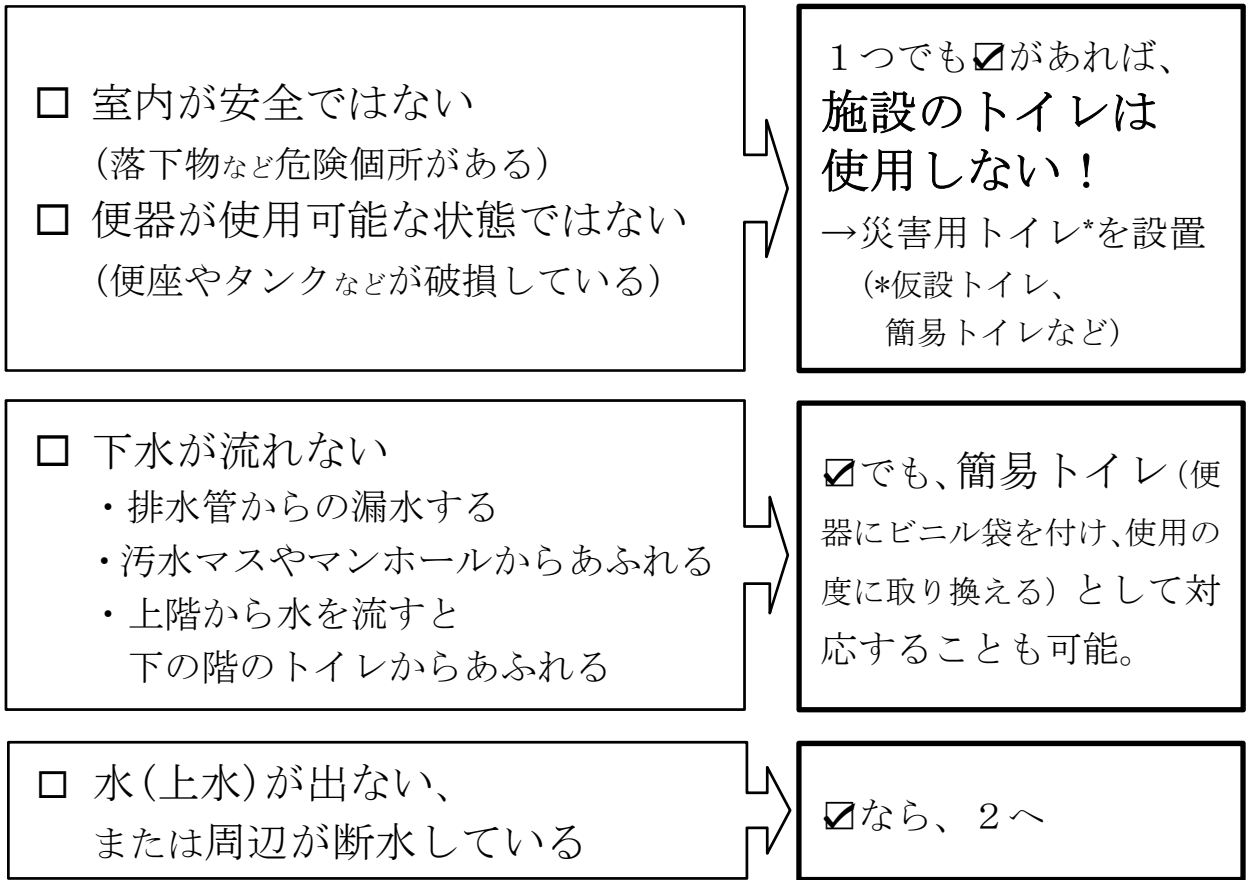 □ 室内が安全ではない
(落下物など危険個所がある)
□ 便器が使用可能な状態ではない
(便座やタンクなどが破損している)
１つでも☑があれば、
施設のトイレは
使用しない！
→災害用トイレ*を設置
(*仮設トイレ、
簡易トイレなど)
□ 下水が流れない
・排水管からの漏水する
・汚水マスやマンホールからあふれる
・上階から水を流すと
下の階のトイレからあふれる
☑でも、簡易トイレ(便
器にビニル袋を付け、使用の
度に取り換える)として対
応することも可能。
□ 水(上水)が出ない、
または周辺が断水している
☑なら、２へ